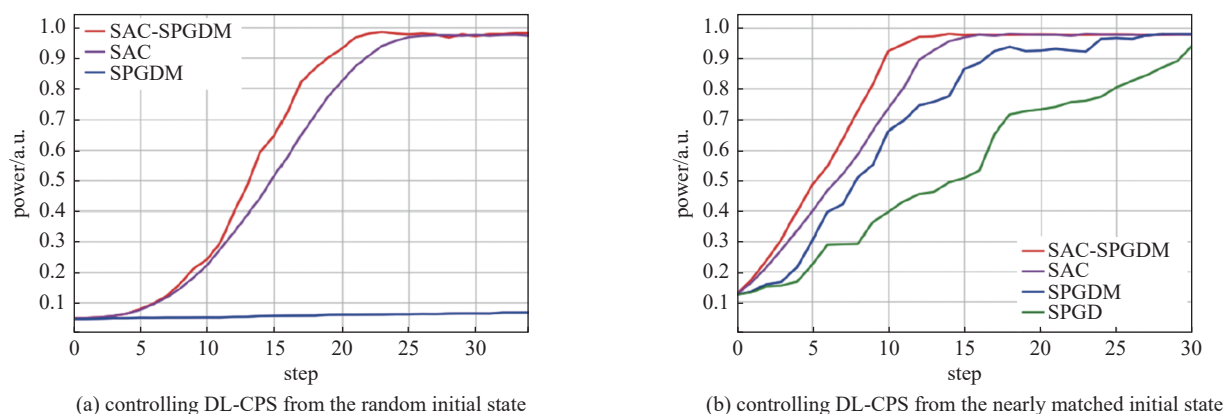 1.0
0.9
0.8
0.7
0.6
0.5
0.4
0.3
0.2
0.1
power/a.u.
SAC-SPGDM
SAC
SPGDM
0 5 10 15 20 25 30
step
(a) controlling DL-CPS from the random initial state
1.0
0.9
0.8
0.7
0.6
0.5
0.4
0.3
0.2
0.1
power/a.u.
SAC-SPGDM
SAC
SPGDM
SPGD
0 5 10 15 20 25 30
step
(b) controlling DL-CPS from the nearly matched initial state